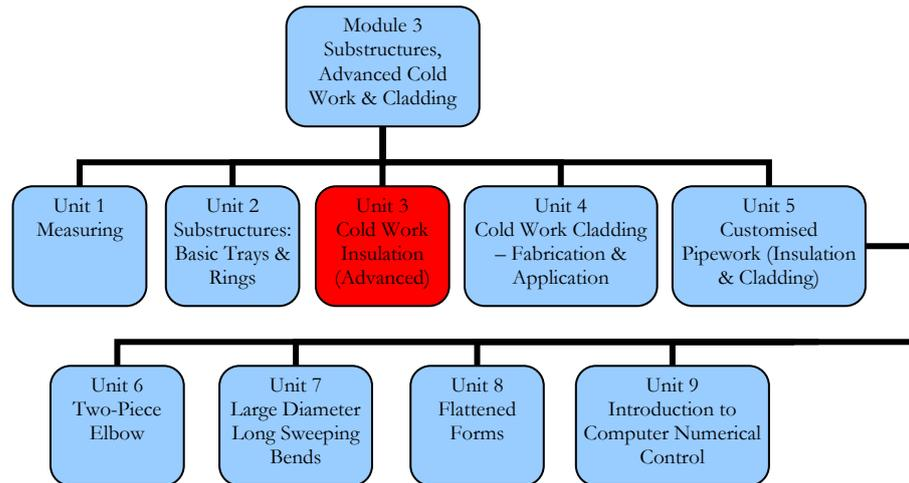 Module 3
Substructures,
Advanced Cold
Work & Cladding
Unit 1
Measuring
Unit 2
Substructures:
Basic Trays &
Rings
Unit 3
Cold Work
Insulation
(Advanced)
Unit 4
Cold Work Cladding
– Fabrication &
Application
Unit 5
Customised
Pipework (Insulation
& Cladding)
Unit 6
Two-Piece
Elbow
Unit 7
Large Diameter
Long Sweeping
Bends
Unit 8
Flattened
Forms
Unit 9
Introduction to
Computer Numerical
Control